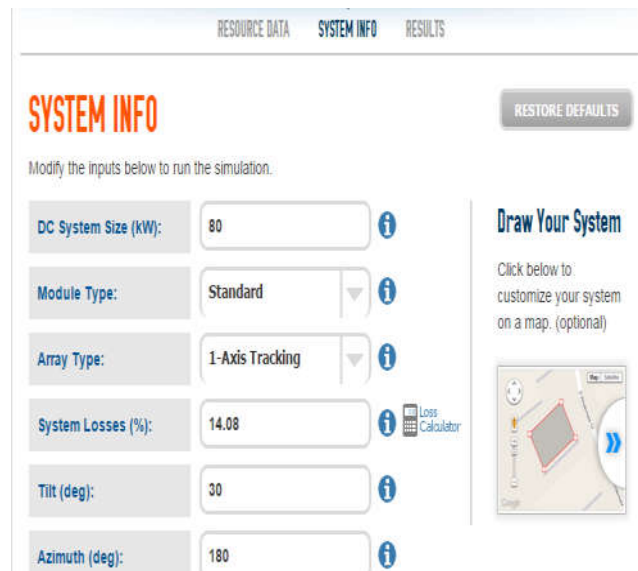 RESOURCE DATA SYSTEM INFO RESULTS
SYSTEM INFO
RESTORE DEFAULTS
Modify the inputs below to run the simulation.
DC System Size (kW): 80
Module Type: Standard
Array Type: 1-Axis Tracking
System Losses (%): 14.08
Loss
Calculator
Tilt (deg): 30
Azimuth (deg): 180
Draw Your System
Click below to
customize your system
on a map. (optional)
Map
Google